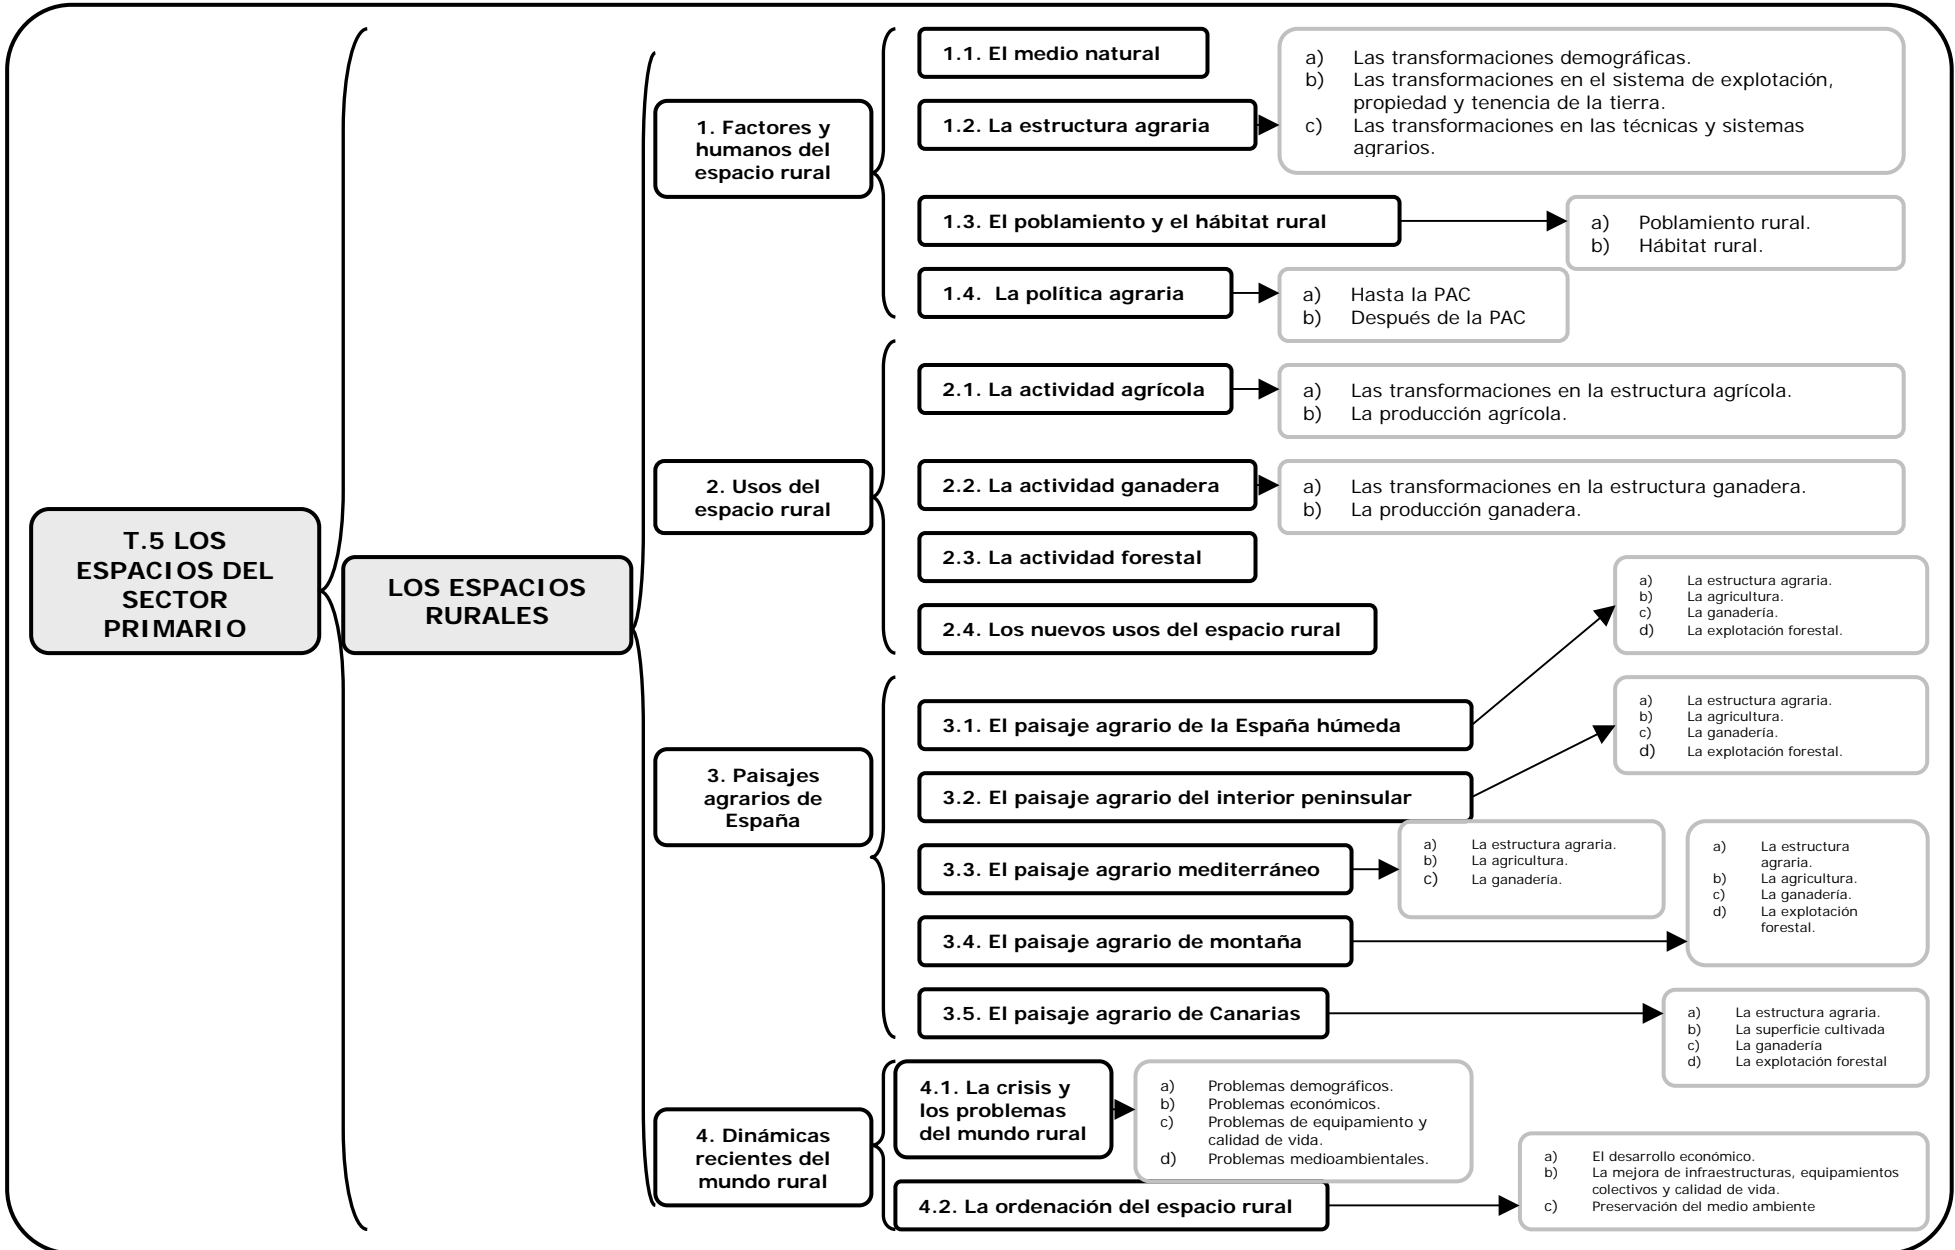 T.5 LOS
ESPACIOS DEL
SECTOR
PRIMARIO
LOS ESPACIOS
RURALES
1. Factores y
humanos del
espacio rural
1.1. El medio natural
1.2. La estructura agraria
a) Las transformaciones demográficas.
b) Las transformaciones en el sistema de explotación,
propiedad y tenencia de la tierra.
c) Las transformaciones en las técnicas y sistemas
agrarios.
1.3. El poblamiento y el hábitat rural
a) Poblamiento rural.
b) Hábitat rural.
1.4. La política agraria
a) Hasta la PAC
b) Después de la PAC
2. Usos del
espacio rural
2.1. La actividad agrícola
a) Las transformaciones en la estructura agrícola.
b) La producción agrícola.
2.2. La actividad ganadera
a) Las transformaciones en la estructura ganadera.
b) La producción ganadera.
2.3. La actividad forestal
2.4. Los nuevos usos del espacio rural
3. Paisajes
agrarios de
España
3.1. El paisaje agrario de la España húmeda
a) La estructura agraria.
b) La agricultura.
c) La ganadería.
d) La explotación forestal.
3.2. El paisaje agrario del interior peninsular
a) La estructura agraria.
b) La agricultura.
c) La ganadería.
d) La explotación forestal.
3.3. El paisaje agrario mediterráneo
a) La estructura agraria.
b) La agricultura.
c) La ganadería.
3.4. El paisaje agrario de montaña
a) La estructura
agraria.
b) La agricultura.
c) La ganadería.
d) La explotación
forestal.
3.5. El paisaje agrario de Canarias
a) La estructura agraria.
b) La superficie cultivada
c) La ganadería
d) La explotación forestal
4. Dinámicas
recientes del
mundo rural
4.1. La crisis y
los problemas
del mundo rural
a) Problemas demográficos.
b) Problemas económicos.
c) Problemas de equipamiento y
calidad de vida.
d) Problemas medioambientales.
4.2. La ordenación del espacio rural
a) El desarrollo económico.
b) La mejora de infraestructuras, equipamientos
colectivos y calidad de vida.
c) Preservación del medio ambiente